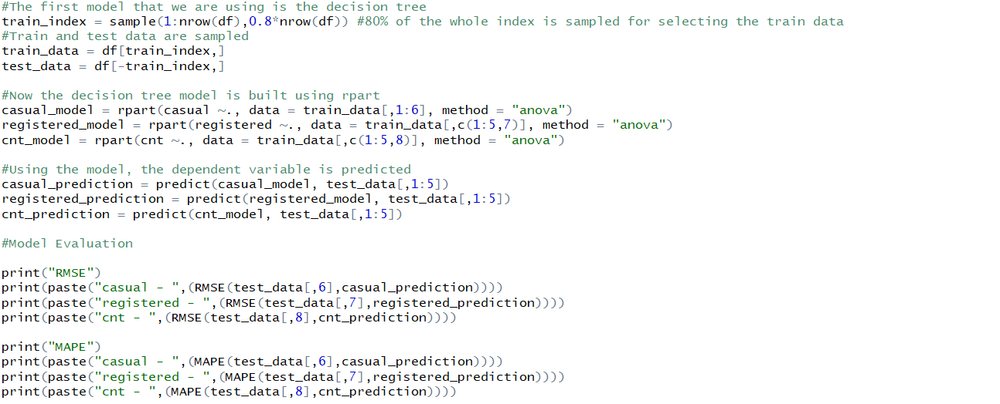 #The first model that we are using is the decision tree
train_index = sample(1:nrow(df),0.8*nrow(df)) #80% of the whole index is sampled for selecting the train data
#Train and test data are sampled
train_data = df[train_index,]
test_data = df[-train_index,]
#Now the decision tree model is built using rpart
casual_model = rpart(casual ~., data = train_data[,1:6], method = "anova")
registered_model = rpart(registered ~., data = train_data[,c(1:5,7)], method = "anova")
cnt_model = rpart(cnt ~., data = train_data[,c(1:5,8)], method = "anova")
#Using the model, the dependent variable is predicted
casual_prediction = predict(casual_model, test_data[,1:5])
registered_prediction = predict(registered_model, test_data[,1:5])
cnt_prediction = predict(cnt_model, test_data[,1:5])
#Model Evaluation
print("RMSE")
print(paste("casual - ",(RMSE(test_data[,6],casual_prediction))))
print(paste("registered - ",(RMSE(test_data[,7],registered_prediction))))
print(paste("cnt - ",(RMSE(test_data[,8],cnt_prediction))))
print("MAPE")
print(paste("casual - ",(MAPE(test_data[,6],casual_prediction))))
print(paste("registered - ",(MAPE(test_data[,7],registered_prediction))))
print(paste("cnt - ",(MAPE(test_data[,8],cnt_prediction))))